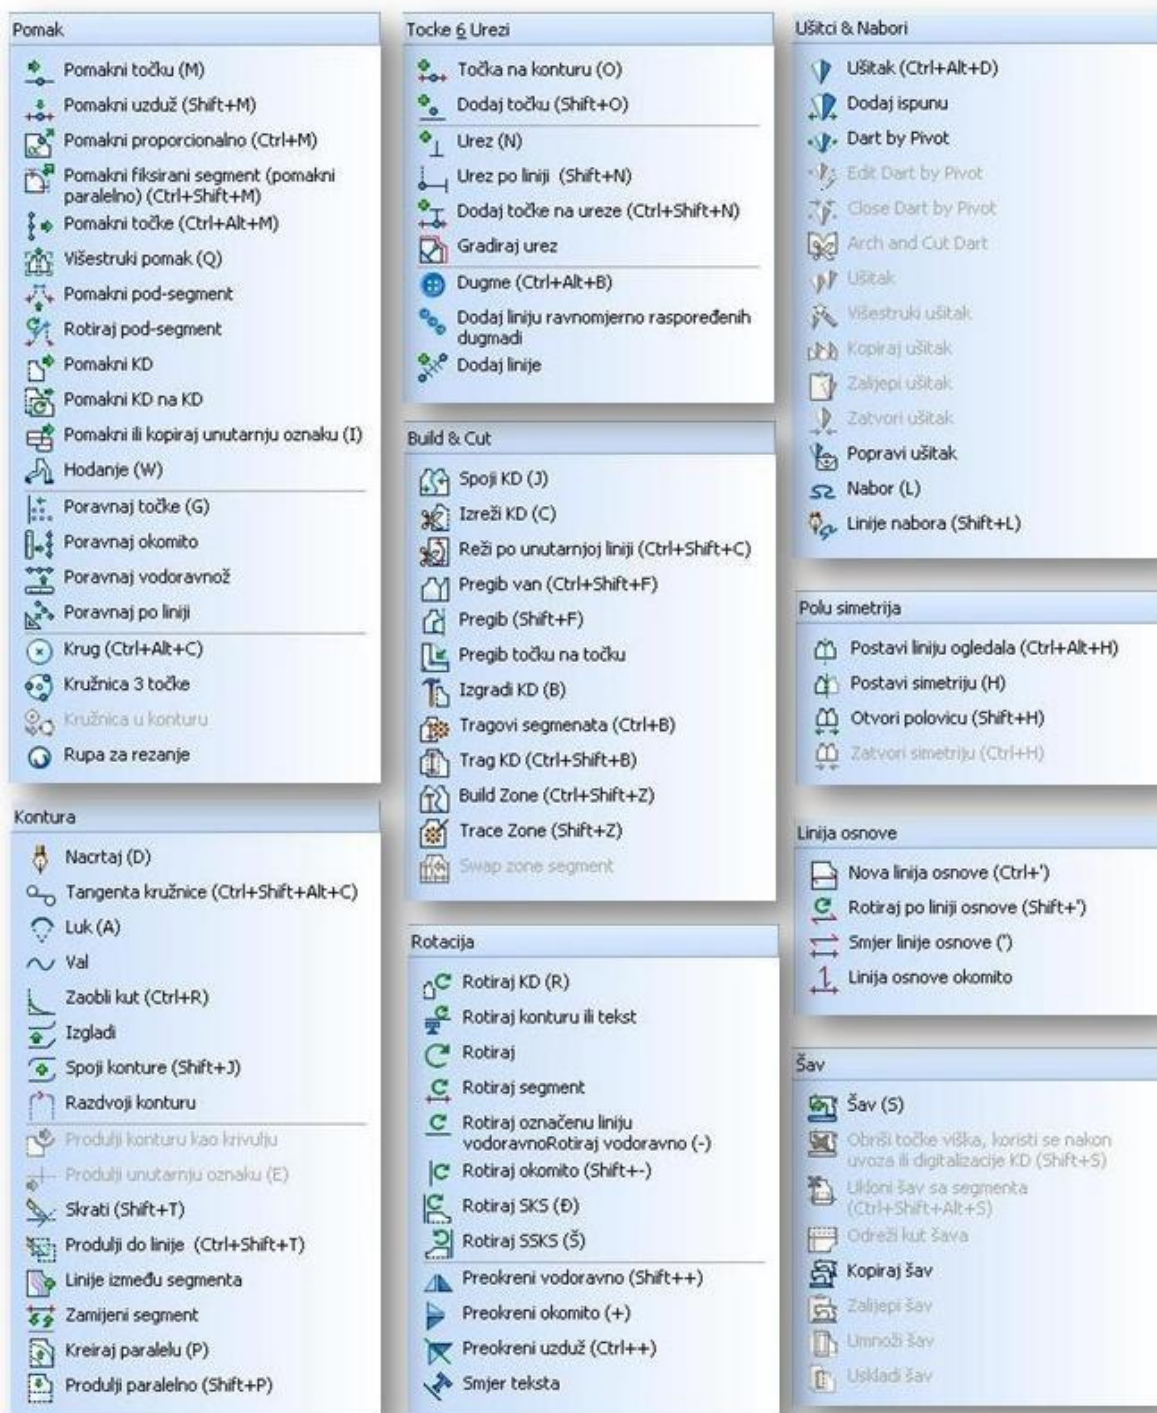 Pomak
Pomakni točku (M)
Pomakni uzduž (Shift+M)
Pomakni proporcionalno (Ctrl+M)
Pomakni fiksirani segment (pomakni
paralelno) (Ctrl+Shift+M)
Pomakni točke (Ctrl+Alt+M)
Višestruki pomak (Q)
Pomakni pod-segment
Rotiraj pod-segment
Pomakni KD
Pomakni KD na KD
Pomakni ili kopiraj unutarnju oznaku (I)
Hodanje (W)
Poravnaj točke (G)
Poravnaj okomito
Poravnaj vodoravnož
Poravnaj po liniji
Krug (Ctrl+Alt+C)
Kružnica 3 točke
Kružnica u konturu
Rupa za rezanje
Kontura
Nacrtaj (D)
Tangenta kružnice (Ctrl+Shift+Alt+C)
Luk (A)
Val
Zaobli kut (Ctrl+R)
Izgladi
Spoji konture (Shift+J)
Razdvoji konturu
Produlji konturu kao krivulju
Produlji unutarnju oznaku (E)
Skrati (Shift+T)
Produlji do linije (Ctrl+Shift+T)
Linije između segmenta
Zamijeni segment
Kreiraj paralelu (P)
Produlji paralelno (Shift+P)
Tocke 6 Urezi
Točka na konturu (O)
Dodaj točku (Shift+O)
Urez (N)
Urez po liniji (Shift+N)
Dodaj točke na ureze (Ctrl+Shift+N)
Gradiraj urez
Dugme (Ctrl+Alt+B)
Dodaj liniju ravnomjerno raspoređenih
dugmadi
Dodaj linije
Build & Cut
Spoji KD (J)
Izreži KD (C)
Reži po unutarnjoj liniji (Ctrl+Shift+C)
Pregib van (Ctrl+Shift+F)
Pregib (Shift+F)
Pregib točku na točku
Izgradi KD (B)
Tragovi segmenata (Ctrl+B)
Trag KD (Ctrl+Shift+B)
Build Zone (Ctrl+Shift+Z)
Trace Zone (Shift+Z)
Swap zone segment
Rotacija
Rotiraj KD (R)
Rotiraj konturu ili tekst
Rotiraj
Rotiraj segment
Rotiraj označenu liniju
vodoravnoRotiraj vodoravno (-)
Rotiraj okomito (Shift+-)
Rotiraj SKS (Đ)
Rotiraj SSKS (Š)
Preokreni vodoravno (Shift++)
Preokreni okomito (+)
Preokreni uzduž (Ctrl++)
Smjer teksta
Ušitci & Nabori
Ušitak (Ctrl+Alt+D)
Dodaj ispunu
Dart by Pivot
Edit Dart by Pivot
Close Dart by Pivot
Arch and Cut Dart
Ušitak
Višestruki ušitak
Kopiraj ušitak
Zalijepi ušitak
Zatvori ušitak
Popravi ušitak
Nabor (L)
Linije nabora (Shift+L)
Polu simetrija
Postavi liniju ogledala (Ctrl+Alt+H)
Postavi simetriju (H)
Otvori polovicu (Shift+H)
Zatvori simetriju (Ctrl+H)
Linija osnove
Nova linija osnove (Ctrl+')
Rotiraj po liniji osnove (Shift+')
Smjer linije osnove (')
Linija osnove okomito
Šav
Šav (S)
Obriši točke viška, koristi se nakon
uvoza ili digitalizacije KD (Shift+S)
Ukloni šav sa segmenta
(Ctrl+Shift+Alt+S)
Odreži kut šava
Kopiraj šav
Zalijepi šav
Umnoži šav
Uskladi šav